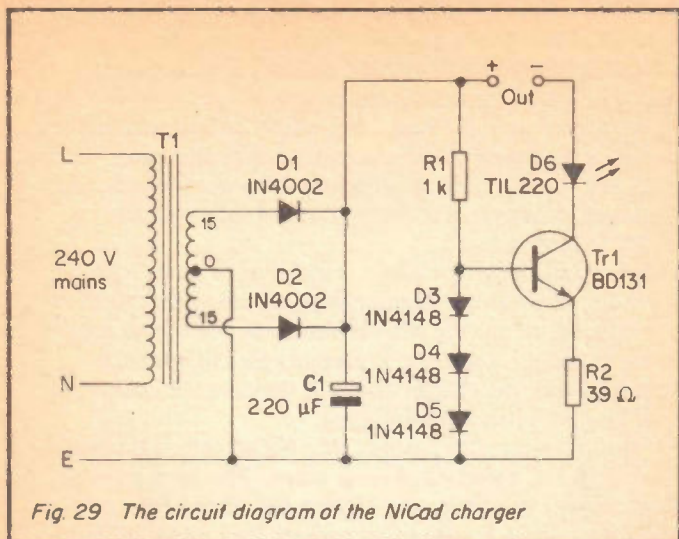 + −
Out
T1
L
D1
1N4002
R1
1 k
D6
TIL220
15
240 V
mains
0
D2
1N4002
Tr1
BD131
D3
1N4148
15
D4
1N4148
N
C1
220 µF
R2
39 Ω
D5
1N4148
E
Fig. 29 The circuit diagram of the NiCad charger